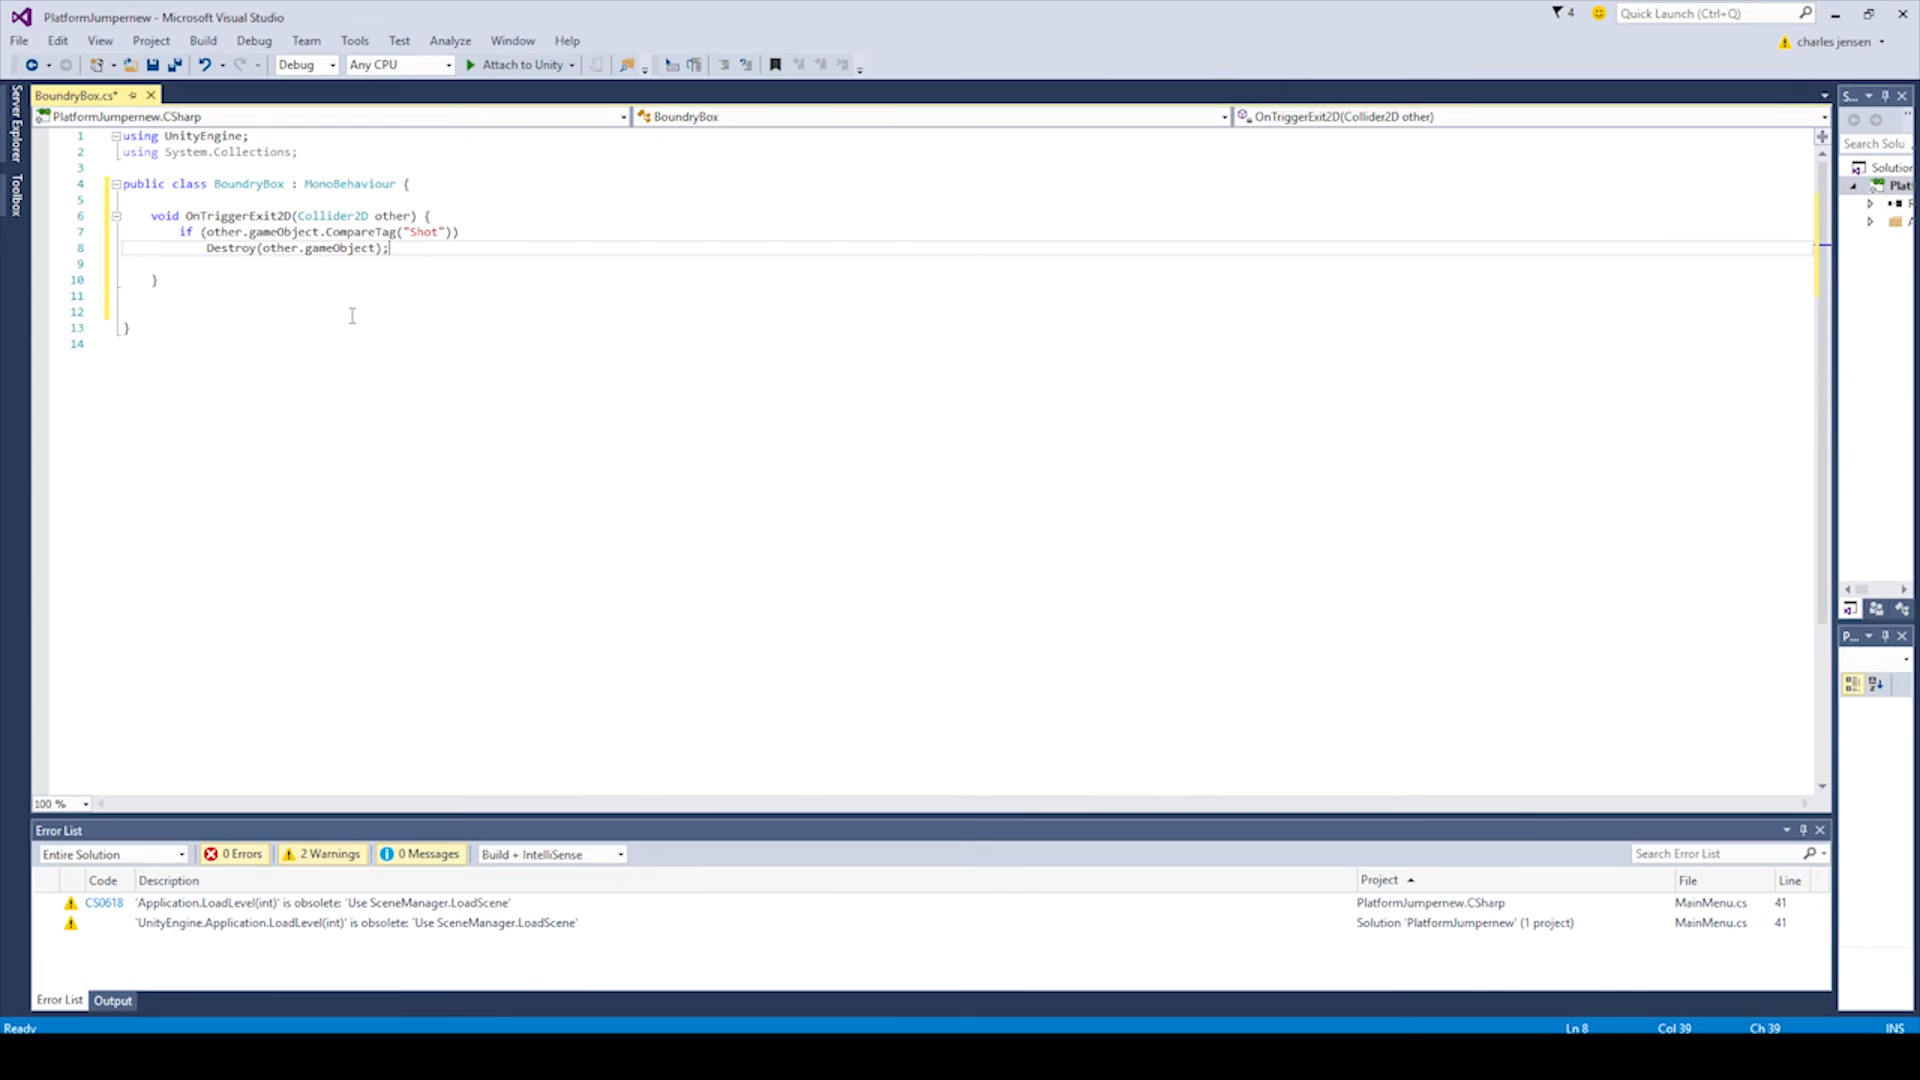 PlatformJumpernew - Microsoft Visual Studio
4
Quick Launch (Ctrl+Q)
File Edit View Project Build Debug Team Tools Test Analyze Window Help
charles jensen
Debug Any CPU Attach to Unity
Server Explorer
Toolbox
BoundryBox.cs*
S...
PlatformJumpernew.CSharp BoundryBox OnTriggerExit2D(Collider2D other)
Search Solu
Solution
Plat
1 using UnityEngine;
2 using System.Collections;
3
4 public class BoundryBox : MonoBehaviour {
5
6 void OnTriggerExit2D(Collider2D other) {
7 if (other.gameObject.CompareTag("Shot"))
8 Destroy(other.gameObject);
9
10 }
11
12
13 }
14
P...
100 %
Error List
Entire Solution 0 Errors 2 Warnings 0 Messages Build + IntelliSense Search Error List
Code Description Project File Line
CS0618 'Application.LoadLevel(int)' is obsolete: 'Use SceneManager.LoadScene' PlatformJumpernew.CSharp MainMenu.cs 41
'UnityEngine.Application.LoadLevel(int)' is obsolete: 'Use SceneManager.LoadScene' Solution 'PlatformJumpernew' (1 project) MainMenu.cs 41
Error List Output
Ready Ln 8 Col 39 Ch 39 INS